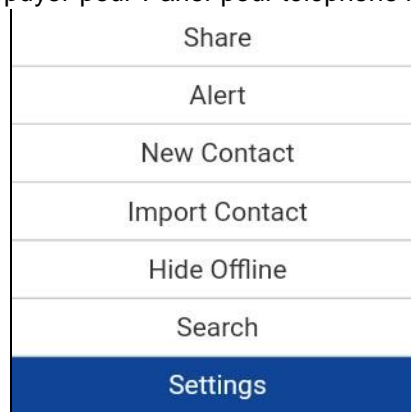 Share
Alert
New Contact
Import Contact
Hide Offline
Search
Settings